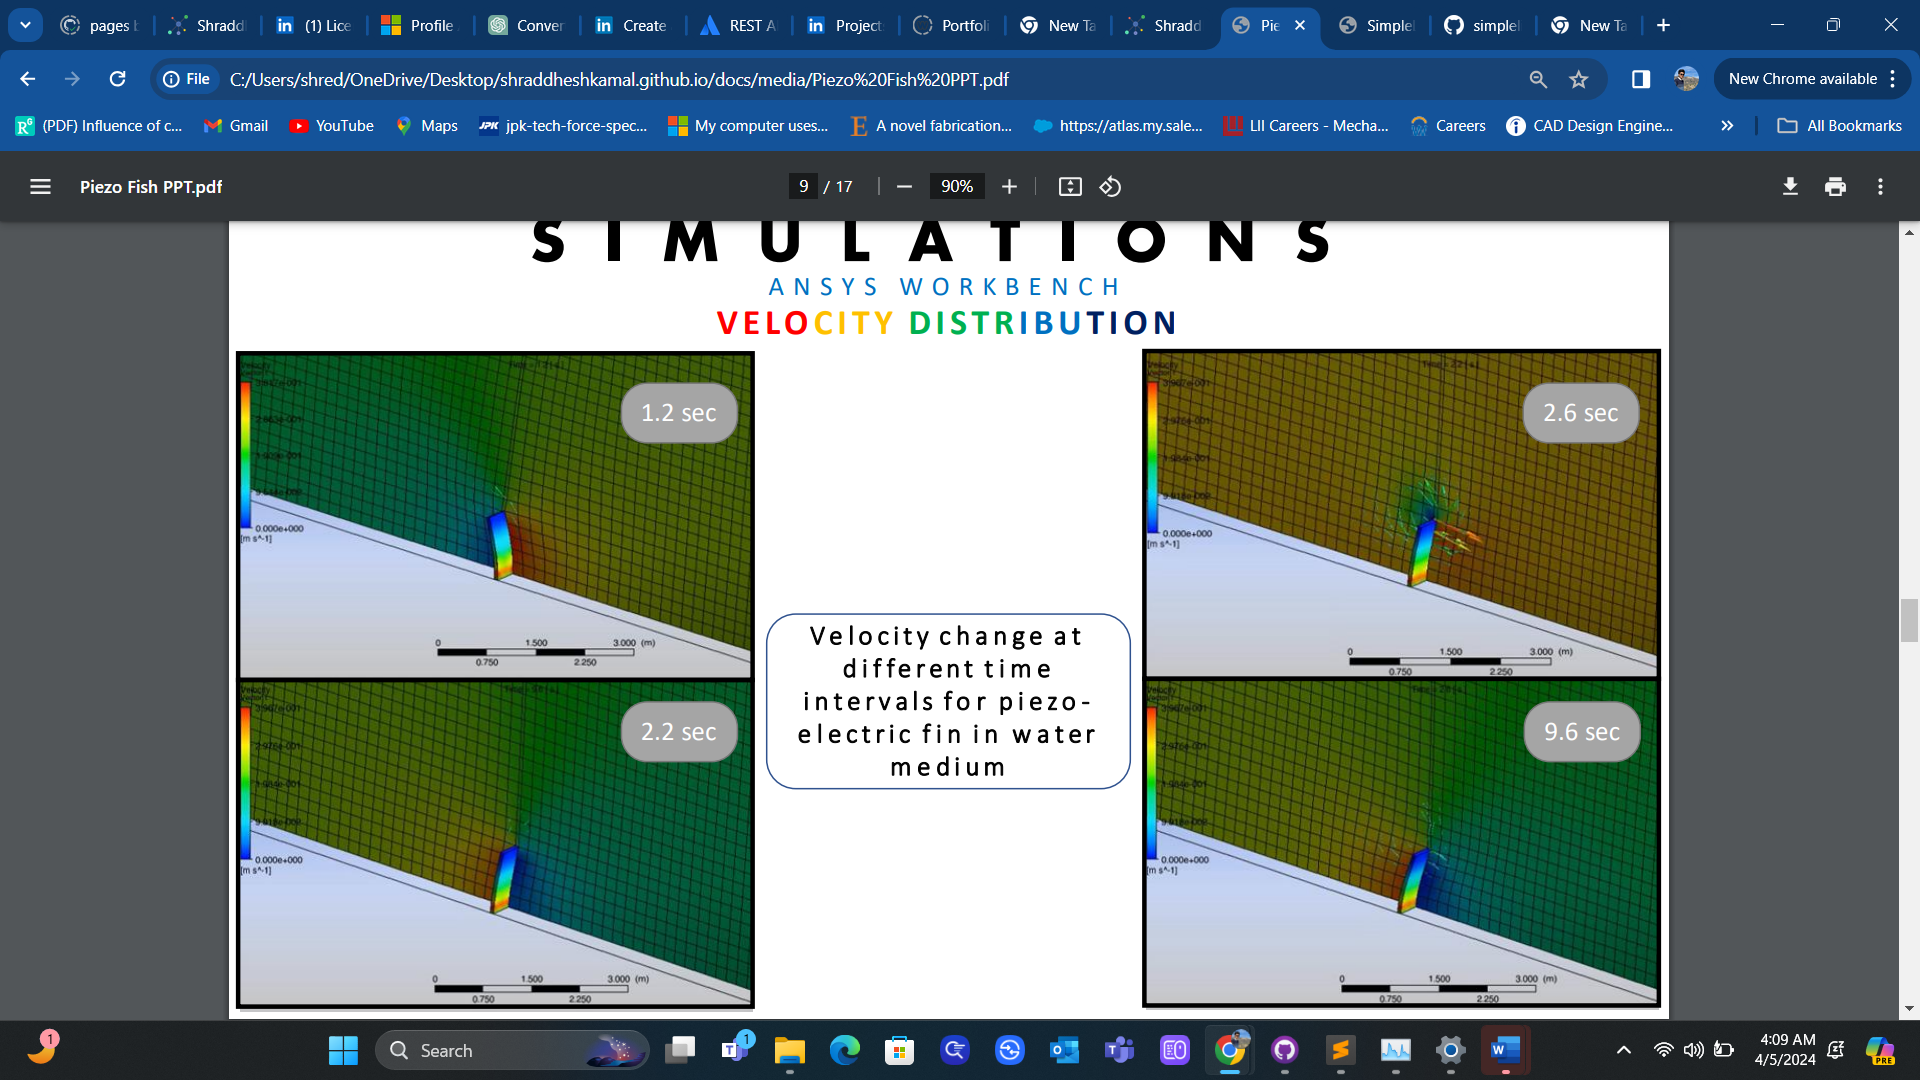 pages b
Shraddl
(1) Lice
Profile
Conver
Create
REST A
Project
Portfoli
New Ta
Shradd
Pie
Simplel
simplel
New Ta
File
C:/Users/shred/OneDrive/Desktop/shraddheshkamal.github.io/docs/media/Piezo%20Fish%20PPT.pdf
New Chrome available
(PDF) Influence of c...
Gmail
YouTube
Maps
jpk-tech-force-spec...
My computer uses...
A novel fabrication...
https://atlas.my.sale...
LII Careers - Mecha...
Careers
CAD Design Engine...
All Bookmarks
Piezo Fish PPT.pdf
9 / 17
90%
SIMULATIONS
ANSYS WORKBENCH
VELOCITY DISTRIBUTION
1.2 sec
0.000e+000
[m s^-1]
0 1.500 3.000 (m)
0.750 2.250
2.6 sec
0.000e+000
[m s^-1]
0 1.500 3.000 (m)
0.750 2.250
Velocity change at
different time
intervals for piezo-
electric fin in water
medium
2.2 sec
0.000e+000
[m s^-1]
0 1.500 3.000 (m)
0.750 2.250
9.6 sec
0.000e+000
[m s^-1]
0 1.500 3.000 (m)
0.750 2.250
1
Search
1
4:09 AM
4/5/2024
PRE